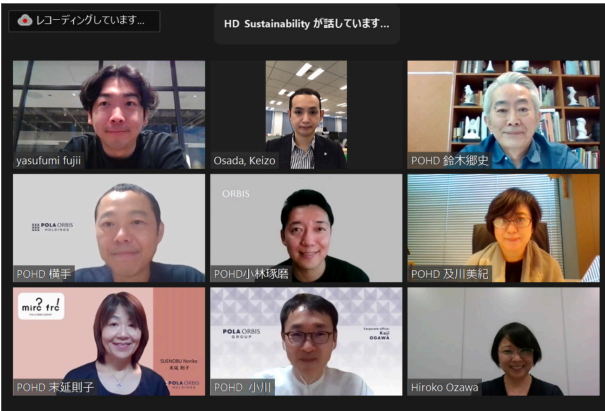 レコーディングしています...
HD Sustainability が話しています...
yasufumi fujii
Osada, Keizo
POHD 鈴木郷史
POLA ORBIS
HOLDINGS
POHD 横手
ORBIS
POHD小林琢磨
POHD 及川美紀
SUENOBU Noriko
末延 則子
POLA ORBIS
HOLDINGS
POHD 末延則子
POLA ORBIS
GROUP
Corporate officer
Koji
OGAWA
POHD 小川
Hiroko Ozawa